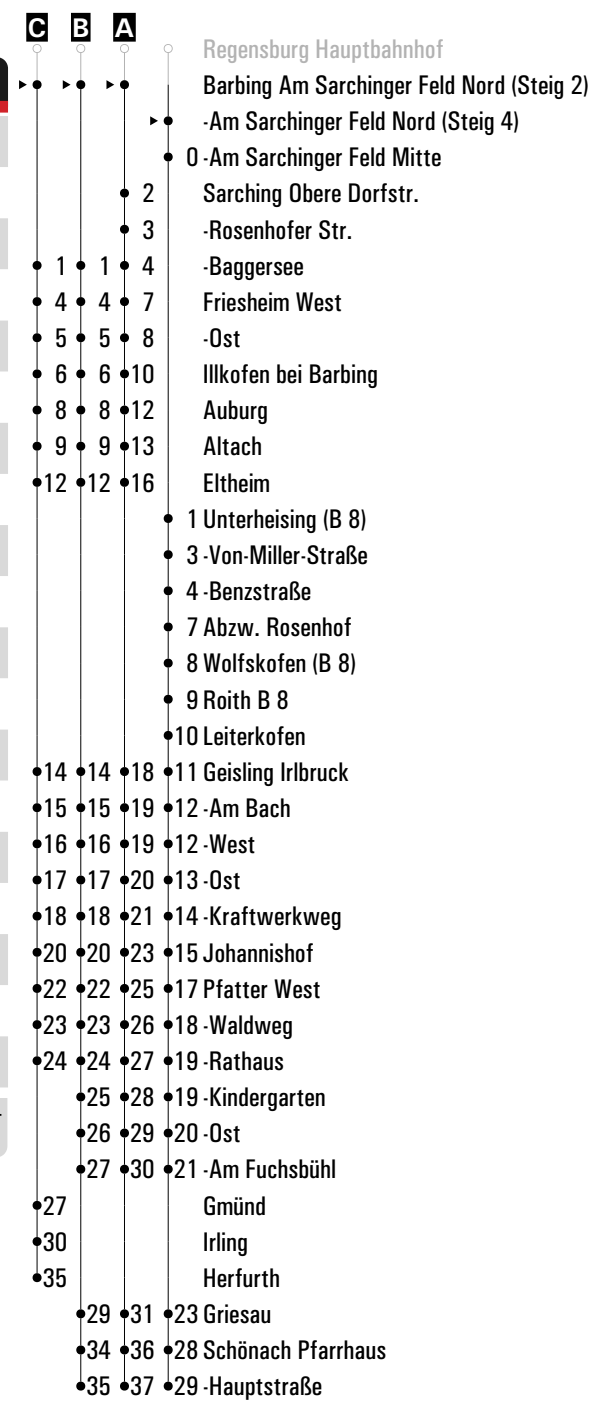 C B A
Regensburg Hauptbahnhof
Barbing Am Sarchinger Feld Nord (Steig 2)
-Am Sarchinger Feld Nord (Steig 4)
0 -Am Sarchinger Feld Mitte
2 Sarching Obere Dorfstr.
3 -Rosenhofer Str.
1 1 4 -Baggersee
4 4 7 Friesheim West
5 5 8 -Ost
6 6 10 Illkofen bei Barbing
8 8 12 Auburg
9 9 13 Altach
12 12 16 Eltheim
1 Unterheising (B 8)
3 -Von-Miller-Straße
4 -Benzstraße
7 Abzw. Rosenhof
8 Wolfskofen (B 8)
9 Roith B 8
10 Leiterkofen
14 14 18 11 Geisling Irlbruck
15 15 19 12 -Am Bach
16 16 19 12 -West
17 17 20 13 -Ost
18 18 21 14 -Kraftwerkweg
20 20 23 15 Johannishof
22 22 25 17 Pfatter West
23 23 26 18 -Waldweg
24 24 27 19 -Rathaus
25 28 19 -Kindergarten
26 29 20 -Ost
27 30 21 -Am Fuchsbühl
27 Gmünd
30 Irling
35 Herfurth
29 31 23 Griesau
34 36 28 Schönach Pfarrhaus
35 37 29 -Hauptstraße